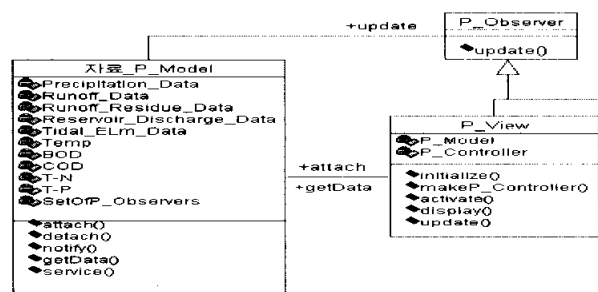 +update
P_Observer
update()
자료_P_Model
Precipitation_Data
Runoff_Data
Runoff_Residue_Data
Reservoir_Discharge_Data
Tidal_ELm_Data
Temp
BOD
COD
T-N
T-P
SetOfP_Observers
attach()
detach()
notify()
getData()
service()
+attach
+getData
P_View
P_Model
P_Controller
initialize()
makeP_Controller()
activate()
display()
update()